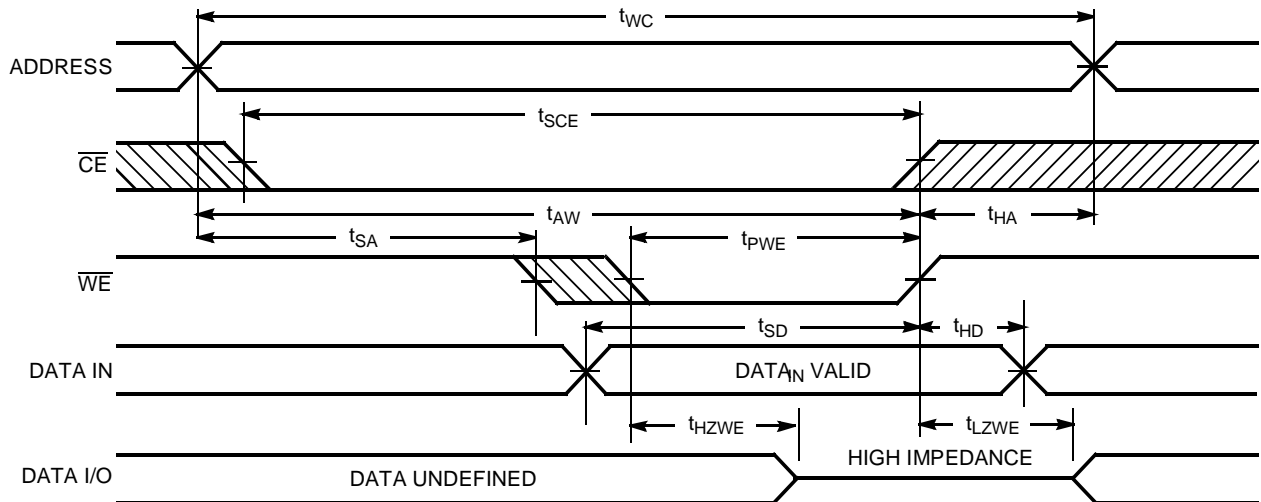 tWC
ADDRESS
tSCE
CE
tAW
tHA
tSA
tPWE
WE
tSD
tHD
DATA IN
DATAIN VALID
tHZWE
tLZWE
HIGH IMPEDANCE
DATA I/O
DATA UNDEFINED